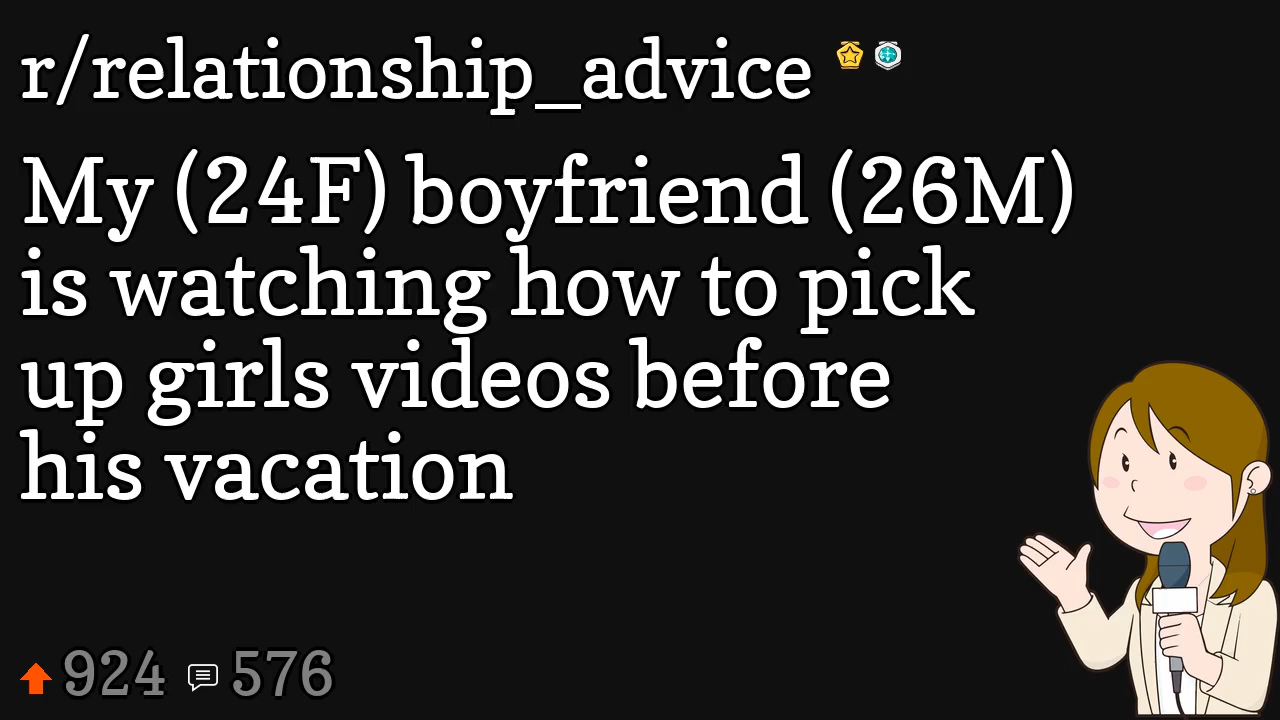 r/relationship_advice
My (24F) boyfriend (26M)
is watching how to pick
up girls videos before
his vacation
924 576